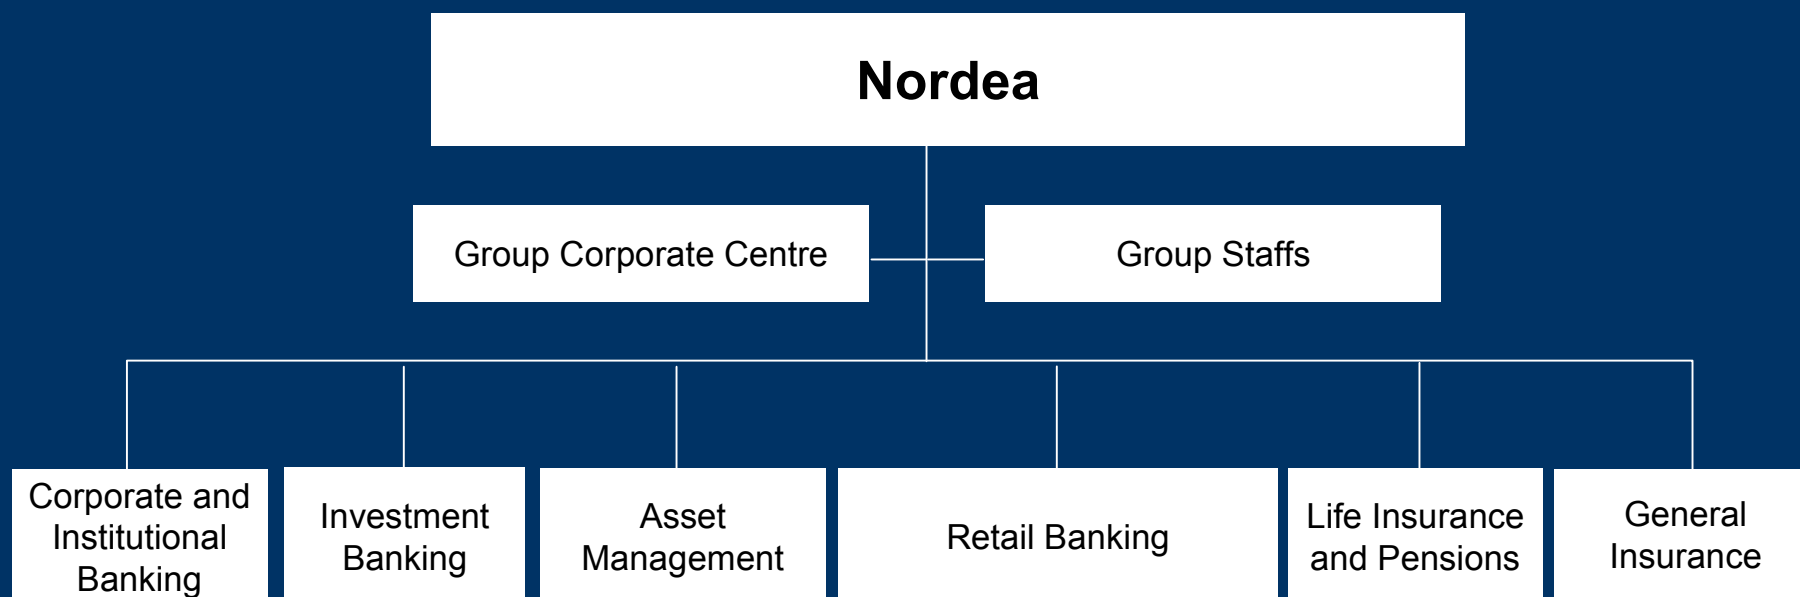 Nordea
Group Corporate Centre
Group Staffs
Corporate and
Institutional
Banking
Investment
Banking
Asset
Management
Retail Banking
Life Insurance
and Pensions
General
Insurance